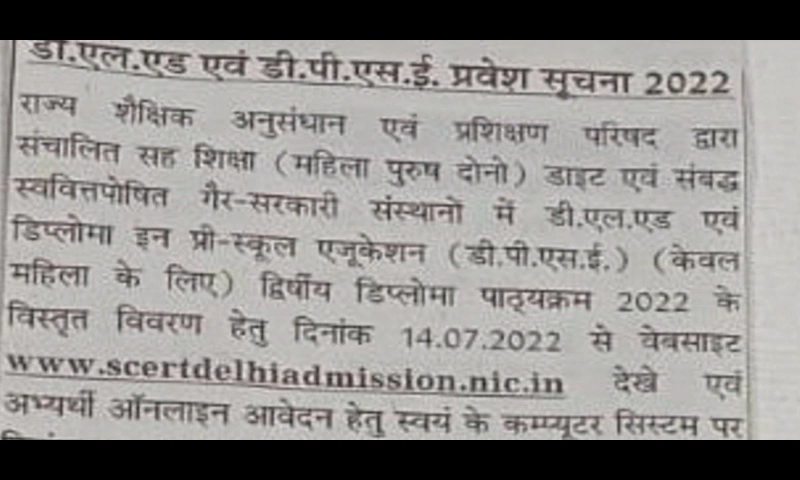 डी.एल.एड एवं डी.पी.एस.ई. प्रवेश सूचना 2022
राज्य शैक्षिक अनुसंधान एवं प्रशिक्षण परिषद द्वारा
संचालित सह शिक्षा (महिला पुरुष दोनो) डाइट एवं संबद्ध
स्ववित्तपोषित गैर-सरकारी संस्थानों में डी.एल.एड एवं
डिप्लोमा इन प्री-स्कूल एजूकेशन (डी.पी.एस.ई.) (केवल
महिला के लिए) द्विर्षीय डिप्लोमा पाठ्यक्रम 2022 के
विस्तृत विवरण हेतु दिनांक 14.07.2022 से वेबसाइट
www.scertdelhiadmission.nic.in देखे एवं
अभ्यर्थी ऑनलाइन आवेदन हेतु स्वयं के कम्प्यूटर सिस्टम पर